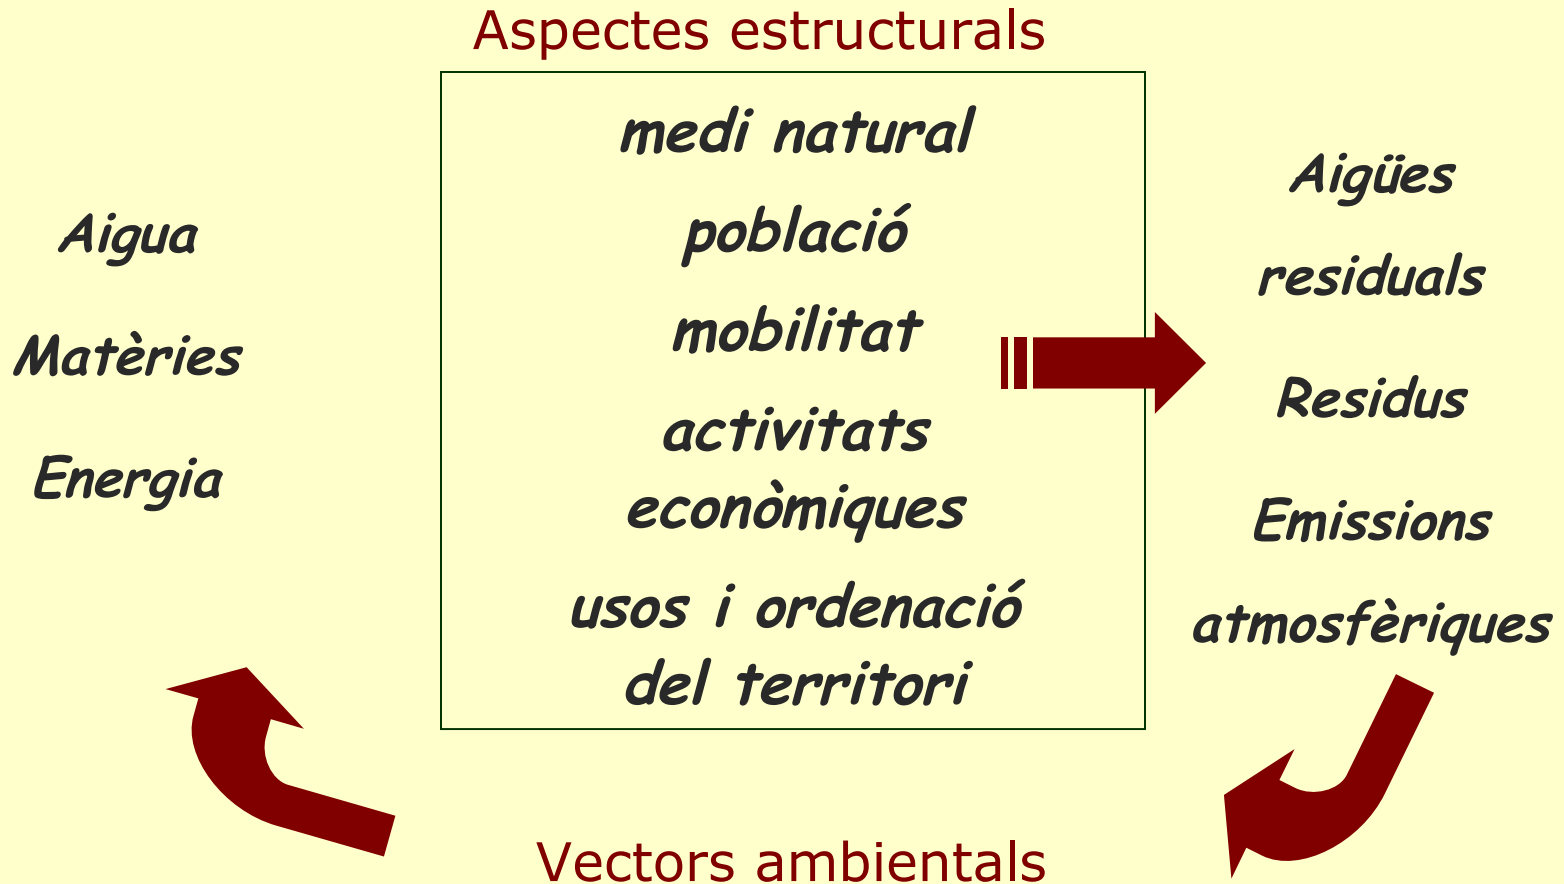 Aspectes estructurals
medi natural
població
mobilitat
activitats
econòmiques
usos i ordenació
del territori
Aigua
Matèries
Energia
Aigües
residuals
Residus
Emissions
atmosfèriques
Vectors ambientals